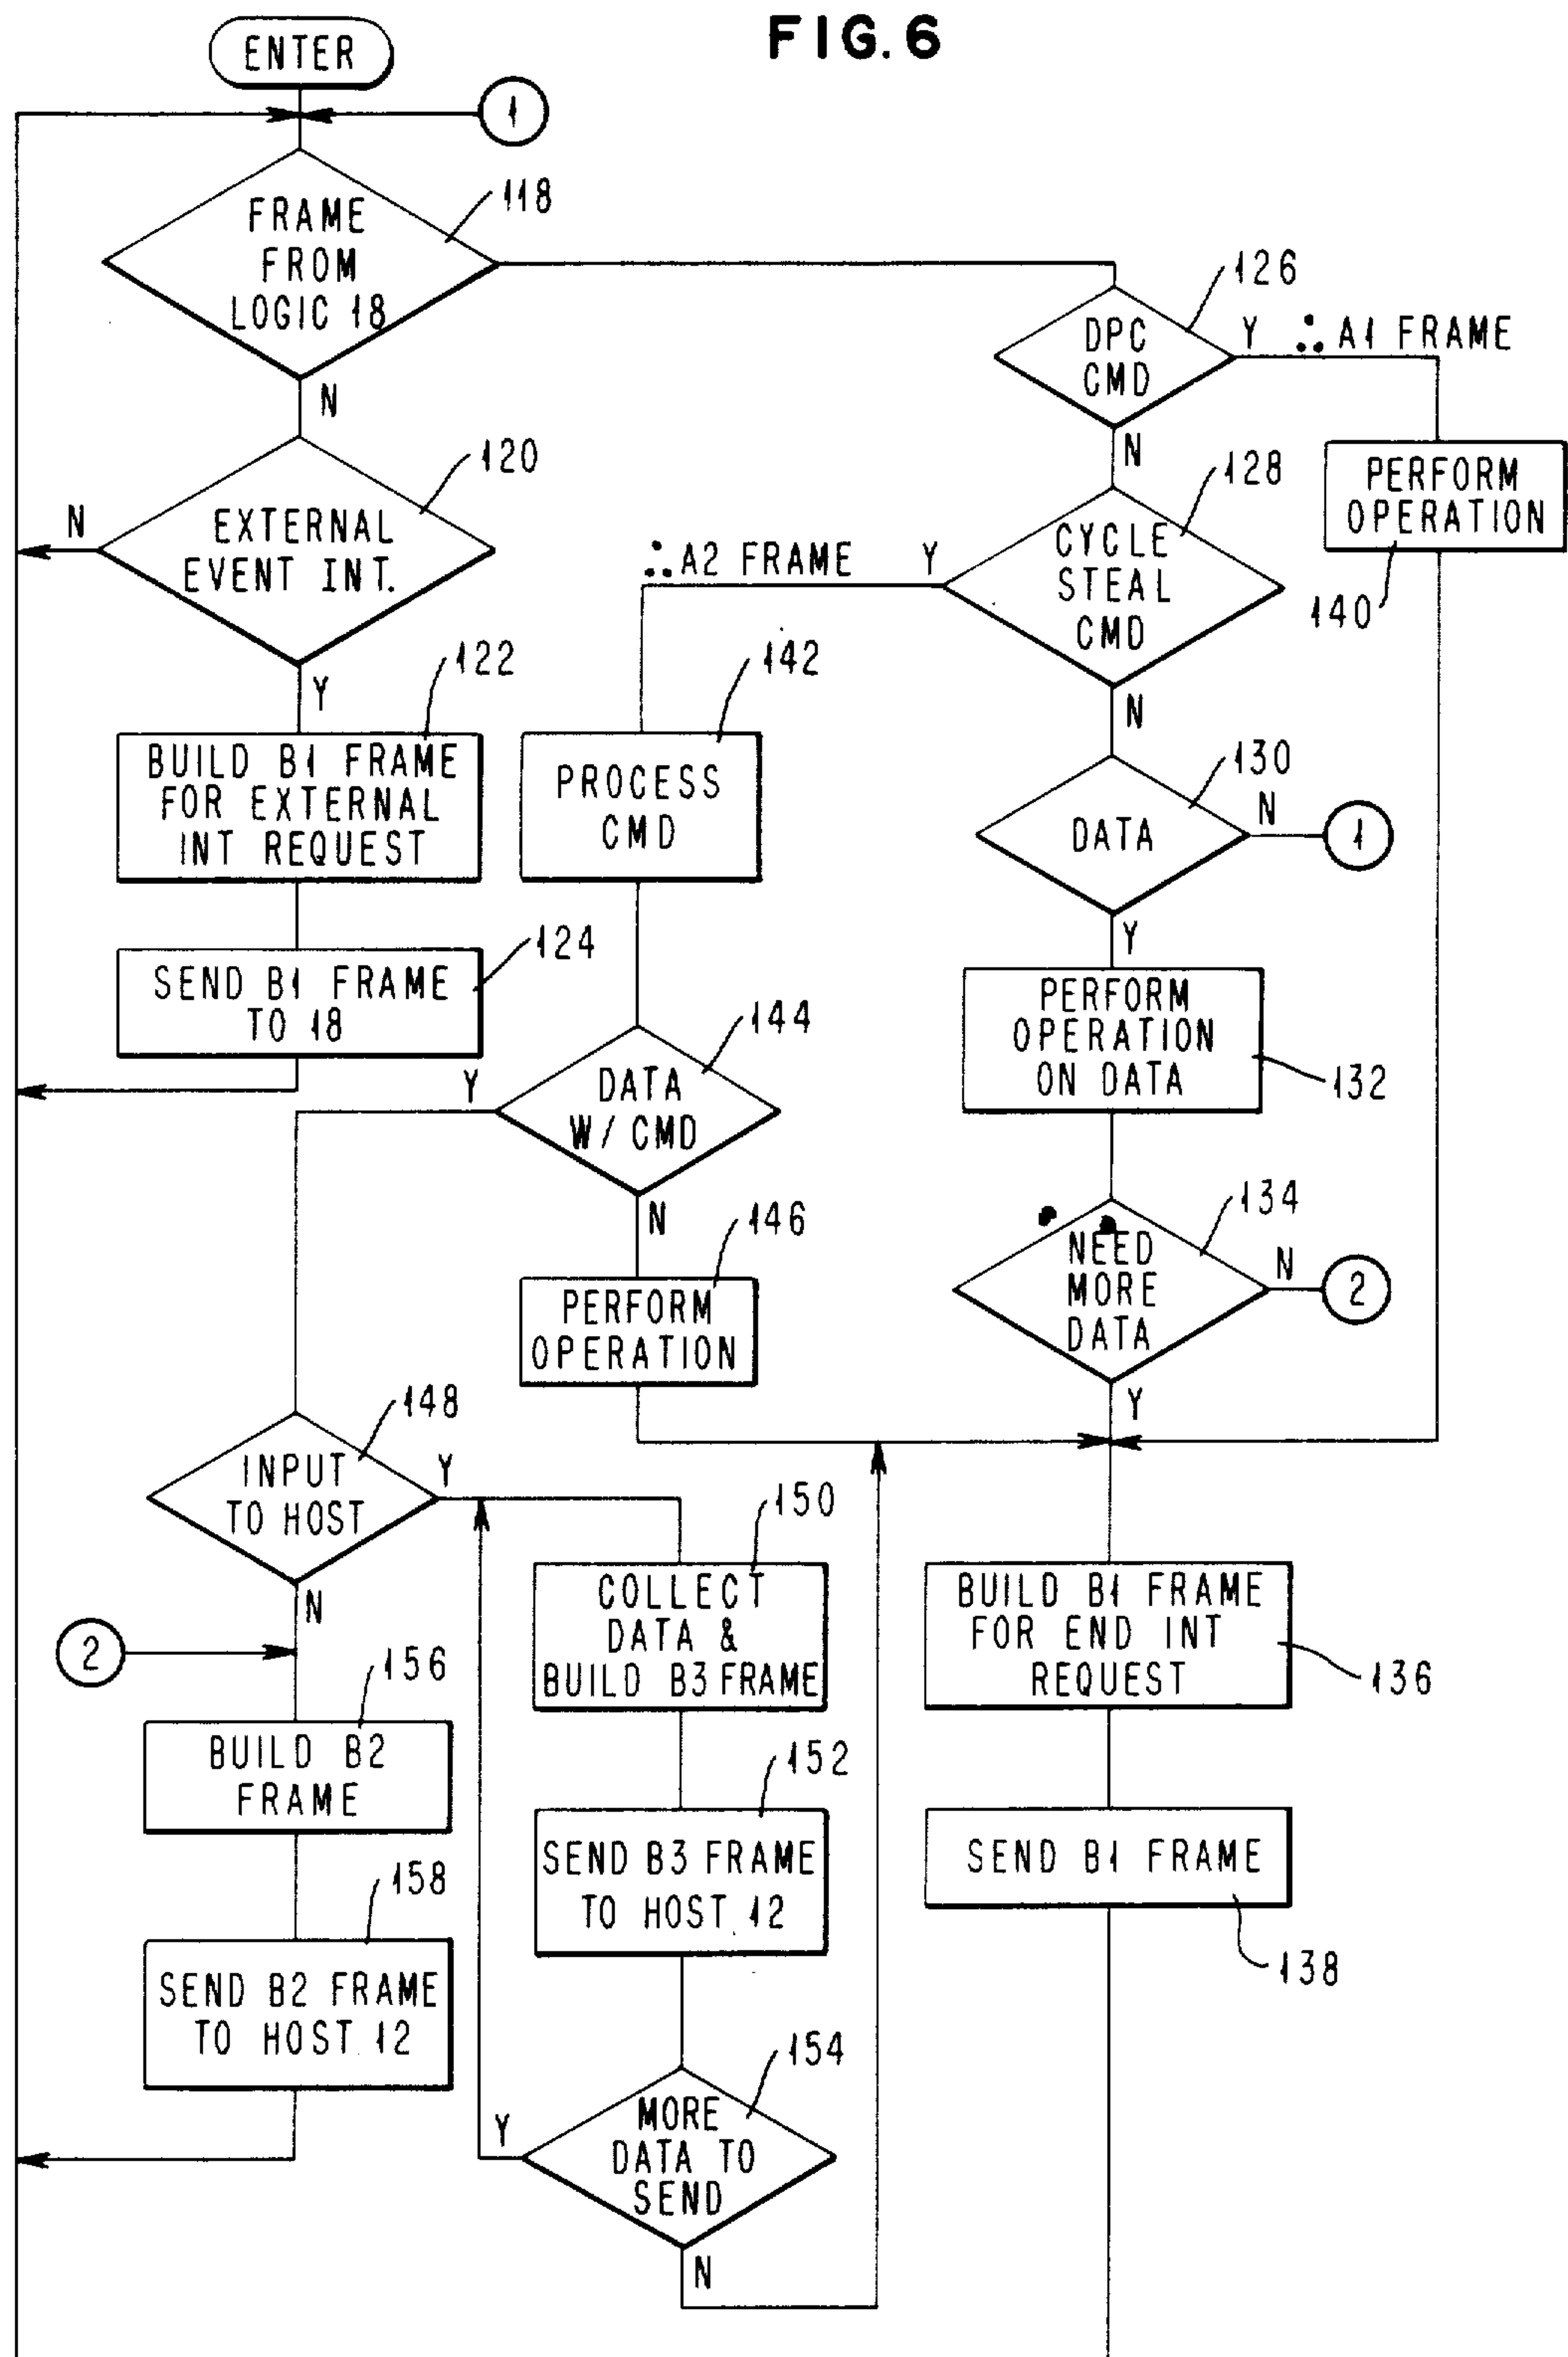 FIG. 6
ENTER
1
FRAME
FROM
LOGIC 18
118
N
EXTERNAL
EVENT INT.
120
N
Y
BUILD B1 FRAME
FOR EXTERNAL
INT REQUEST
122
SEND B1 FRAME
TO 18
124
DPC
CMD
126
Y ∴ A1 FRAME
N
PERFORM
OPERATION
140
CYCLE
STEAL
CMD
128
∴ A2 FRAME Y
N
PROCESS
CMD
142
DATA
130
N
1
Y
PERFORM
OPERATION
ON DATA
132
DATA
W/ CMD
144
Y
N
PERFORM
OPERATION
146
NEED
MORE
DATA
134
N
2
Y
INPUT
TO HOST
148
Y
N
2
COLLECT
DATA &
BUILD B3 FRAME
150
BUILD B1 FRAME
FOR END INT
REQUEST
136
BUILD B2
FRAME
156
SEND B3 FRAME
TO HOST 12
152
SEND B1 FRAME
138
SEND B2 FRAME
TO HOST 12
158
MORE
DATA TO
SEND
154
Y
N